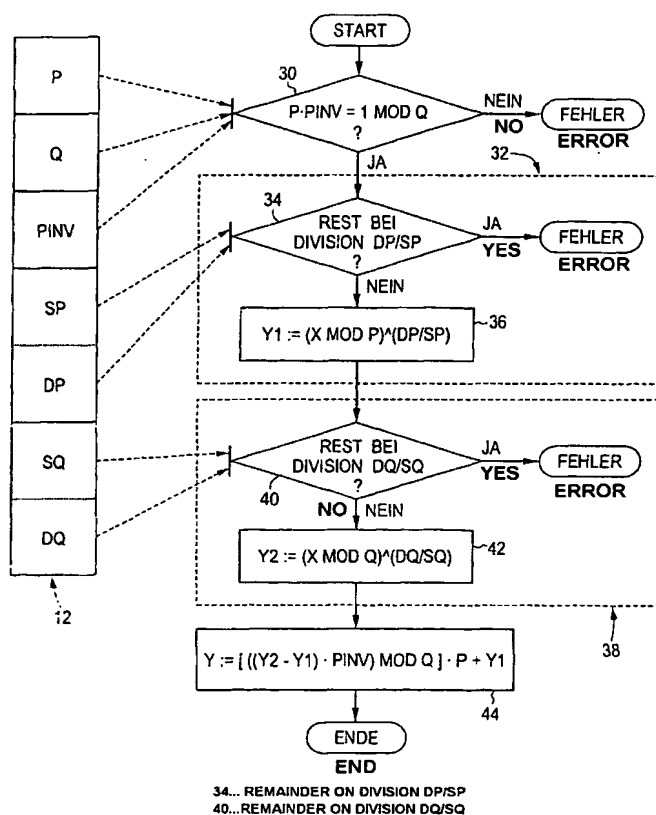 START
P
30
P·PINV = 1 MOD Q
?
NEIN
NO
FEHLER
ERROR
Q
JA
32
PINV
34
REST BEI
DIVISION DP/SP
?
JA
YES
FEHLER
ERROR
NEIN
SP
Y1 := (X MOD P)^(DP/SP)
36
DP
SQ
REST BEI
DIVISION DQ/SQ
?
JA
YES
FEHLER
ERROR
40
NO
NEIN
DQ
Y2 := (X MOD Q)^(DQ/SQ)
42
12
38
Y := [ ((Y2 - Y1) · PINV) MOD Q ] · P + Y1
44
ENDE
END
34... REMAINDER ON DIVISION DP/SP
40...REMAINDER ON DIVISION DQ/SQ